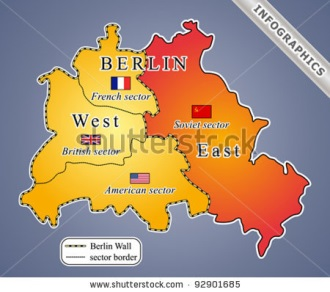 INFOGRAPHICS
BERLIN
French sector
West
Soviet sector
shutterstock
British sector
East
American sector
Berlin Wall
sector border
www.shutterstock.com · 92901685